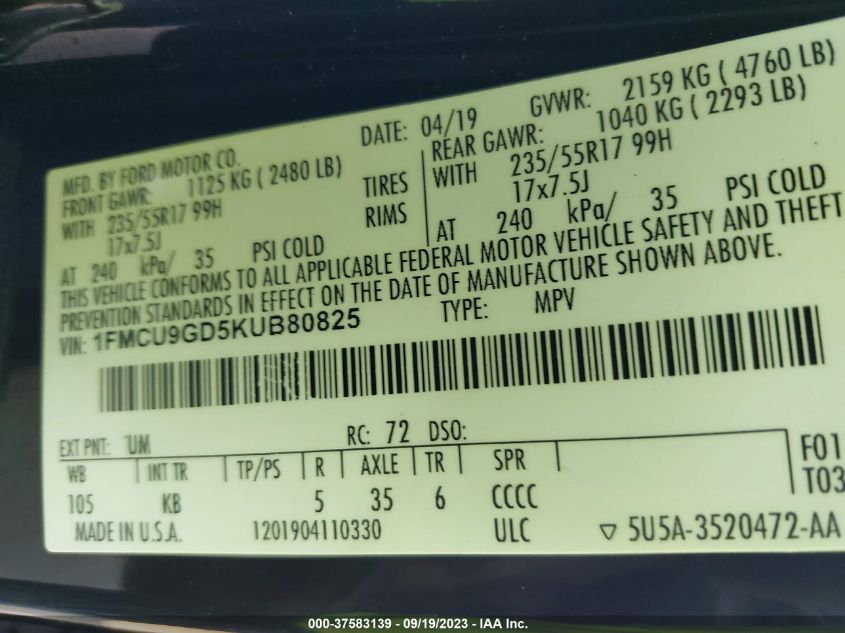 MFD. BY FORD MOTOR CO.
DATE: 04/19
GVWR: 2159 KG ( 4760 LB)
FRONT GAWR: 1125 KG ( 2480 LB)
REAR GAWR: 1040 KG ( 2293 LB)
WITH 235/55R17 99H
TIRES
WITH 235/55R17 99H
17x7.5J
RIMS
17x7.5J
AT 240 kPa/ 35 PSI COLD
AT 240 kPa/ 35 PSI COLD
THIS VEHICLE CONFORMS TO ALL APPLICABLE FEDERAL MOTOR VEHICLE SAFETY AND THEFT
PREVENTION STANDARDS IN EFFECT ON THE DATE OF MANUFACTURE SHOWN ABOVE.
VIN: 1FMCU9GD5KUB80825
TYPE: MPV
EXT PNT: UM RC: 72 DSO:
WB INT TR TP/PS R AXLE TR SPR
F01
105 KB 5 35 6 CCCC
T03
MADE IN U.S.A. 1201904110330 ULC ▽ 5U5A-3520472-AA
000-37583139 - 09/19/2023 - IAA Inc.